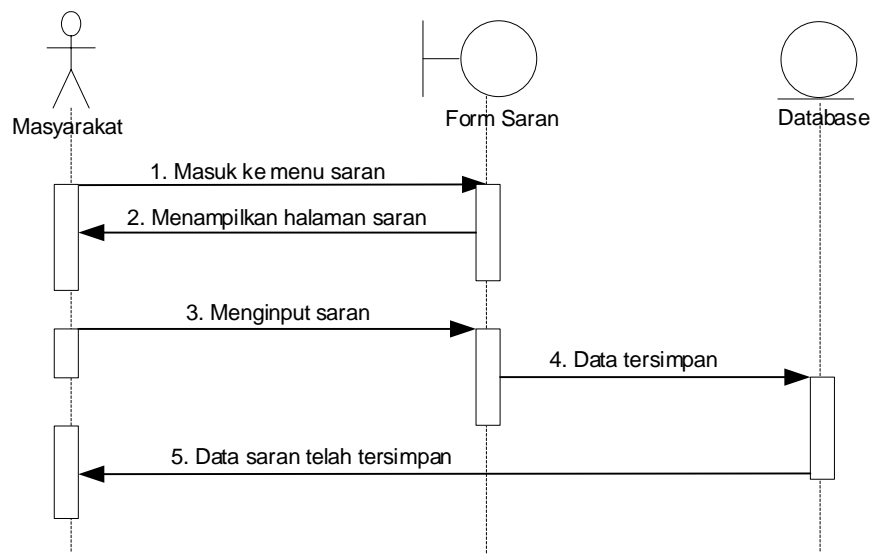 Masyarakat
Form Saran
Database
1. Masuk ke menu saran
2. Menampilkan halaman saran
3. Menginput saran
4. Data tersimpan
5. Data saran telah tersimpan